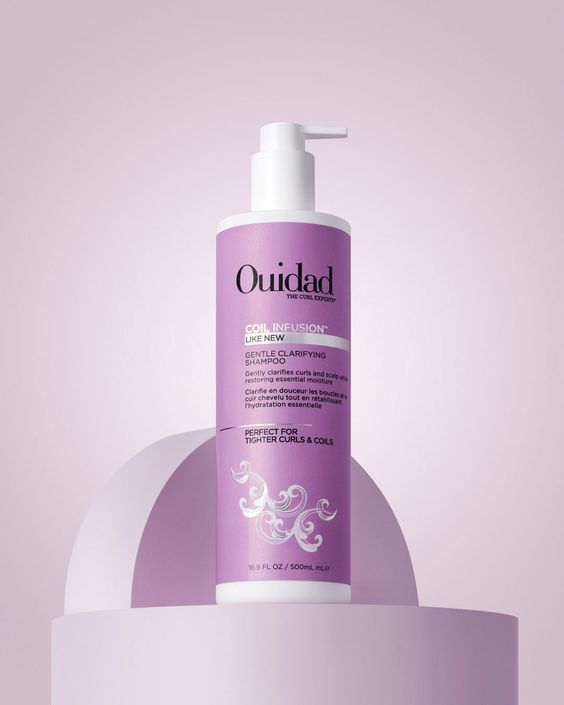 Ouidad
THE CURL EXPERTS®
COIL INFUSION™
LIKE NEW
GENTLE CLARIFYING
SHAMPOO
Gently clarifies curls and scalp while
restoring essential moisture
Clarifie en douceur les boucles et le
cuir chevelu tout en rétablissant
l'hydratation essentielle
PERFECT FOR
TIGHTER CURLS & COILS
16.9 FL OZ / 500mL mL℮